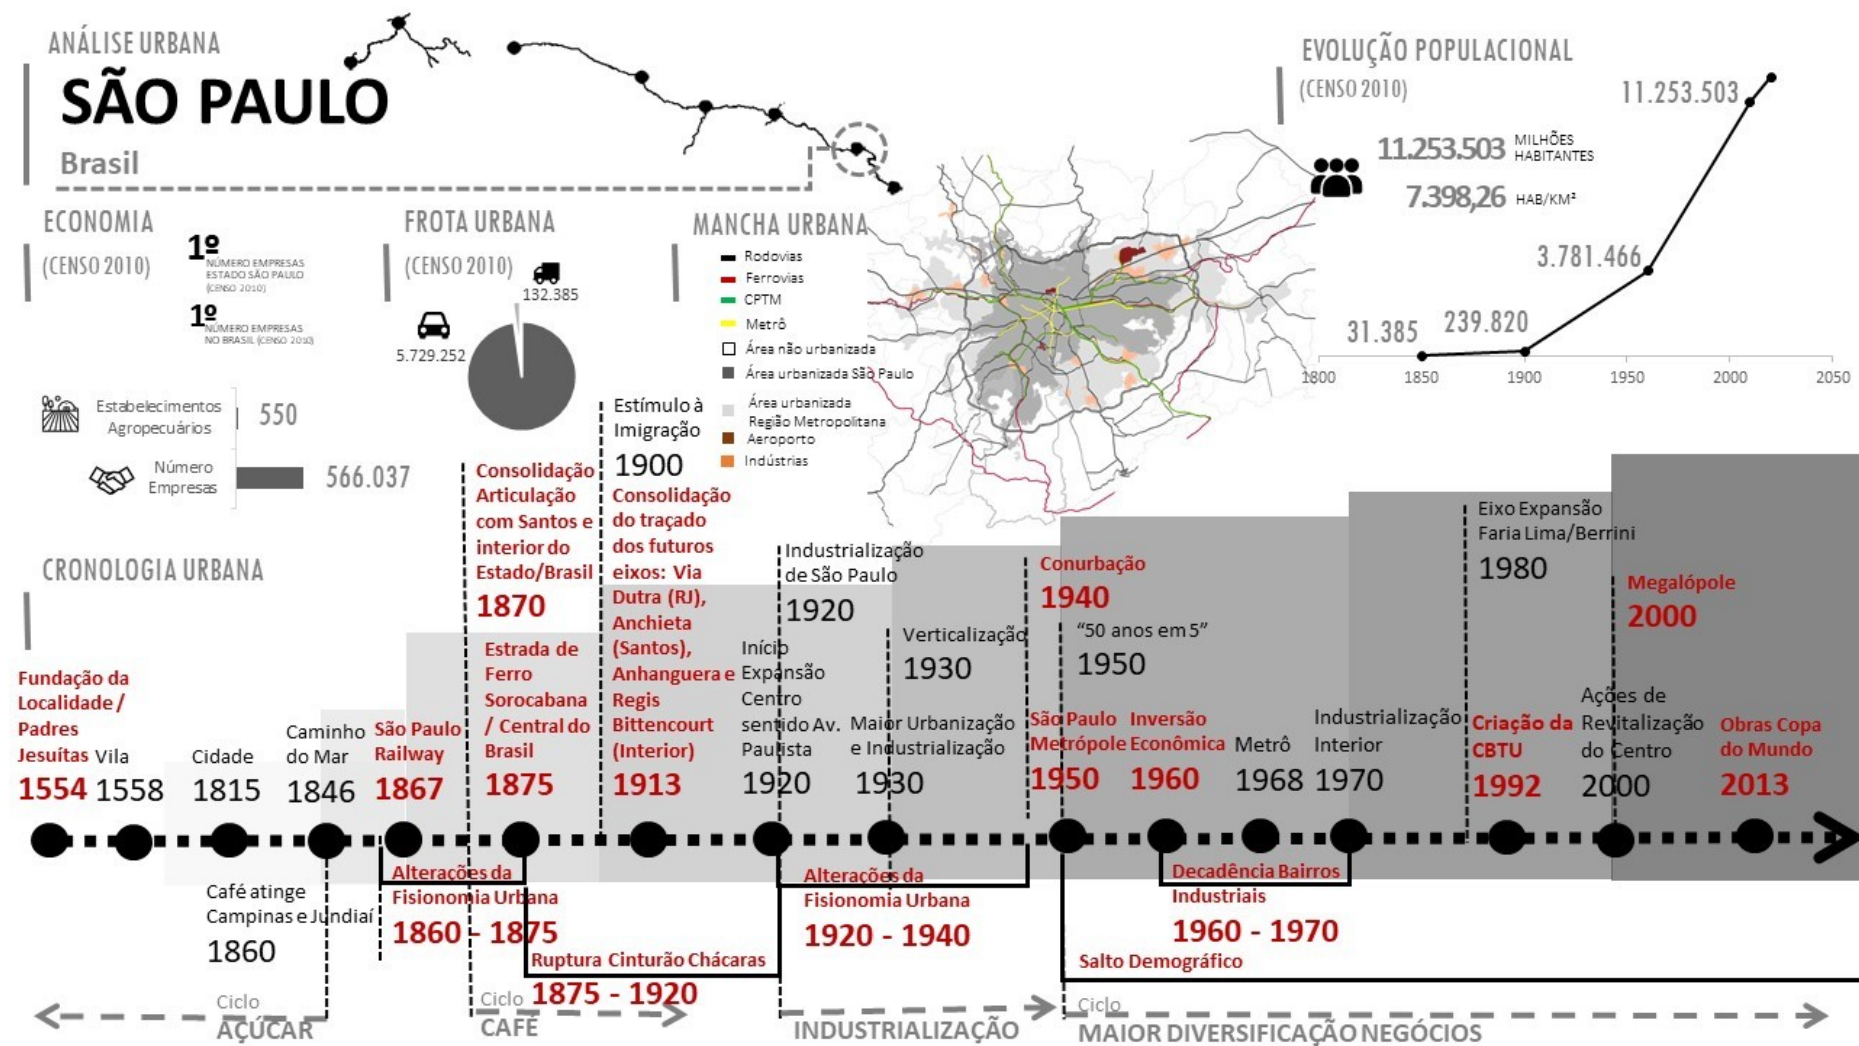 ANÁLISE URBANA
SÃO PAULO
Brasil
EVOLUÇÃO POPULACIONAL
(CENSO 2010)
11.253.503
11.253.503 MILHÕES
HABITANTES
7.398,26 HAB/KM²
3.781.466
31.385
239.820
1800
1850
1900
1950
2000
2050
ECONOMIA
(CENSO 2010)
1º
NÚMERO EMPRESAS
ESTADO SÃO PAULO
(CENSO 2010)
1º
NÚMERO EMPRESAS
NO BRASIL (CENSO 2010)
Estabelecimentos
Agropecuários
550
Número
Empresas
566.037
FROTA URBANA
(CENSO 2010)
132.385
5.729.252
MANCHA URBANA
Rodovias
Ferrovias
CPTM
Metrô
Área não urbanizada
Área urbanizada São Paulo
Área urbanizada
Região Metropolitana
Aeroporto
Indústrias
CRONOLOGIA URBANA
Fundação da
Localidade /
Padres
Jesuítas
1554
Vila
1558
Cidade
1815
Caminho
do Mar
1846
São Paulo
Railway
1867
Consolidação
Articulação
com Santos e
interior do
Estado/Brasil
1870
Estrada de
Ferro
Sorocabana
/ Central do
Brasil
1875
Estímulo à
Imigração
1900
Consolidação
do traçado
dos futuros
eixos: Via
Dutra (RJ),
Anchieta
(Santos),
Anhanguera e
Regis
Bittencourt
(Interior)
1913
Industrialização
de São Paulo
1920
Início
Expansão
Centro
sentido Av.
Paulista
1920
Verticalização
1930
Maior Urbanização
e Industrialização
1930
Conurbação
1940
“50 anos em 5”
1950
São Paulo
Metrópole
1950
Inversão
Econômica
1960
Metrô
1968
Industrialização
Interior
1970
Eixo Expansão
Faria Lima/Berrini
1980
Criação da
CBTU
1992
Megalópole
2000
Ações de
Revitalização
do Centro
2000
Obras Copa
do Mundo
2013
Café atinge
Campinas e Jundiaí
1860
Alterações da
Fisionomia Urbana
1860 - 1875
Ruptura Cinturão Chácaras
1875 - 1920
Alterações da
Fisionomia Urbana
1920 - 1940
Decadência Bairros
Industriais
1960 - 1970
Salto Demográfico
Ciclo
AÇÚCAR
Ciclo
CAFÉ
INDUSTRIALIZAÇÃO
Ciclo
MAIOR DIVERSIFICAÇÃO NEGÓCIOS